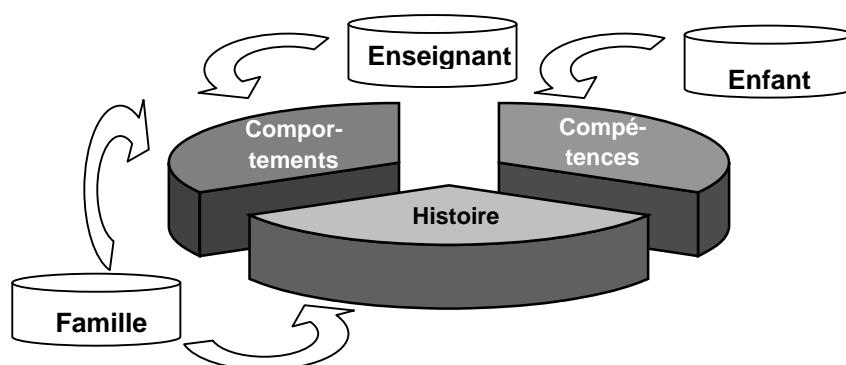 Enseignant
Enfant
Compor-
tements
Compé-
tences
Histoire
Famille